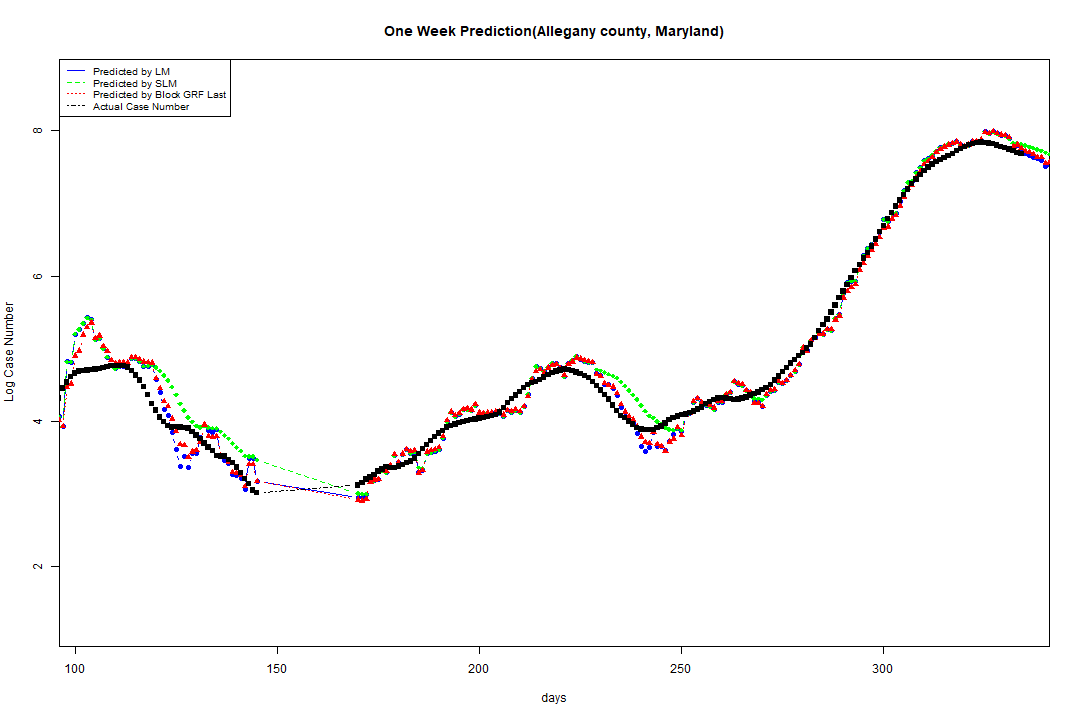 One Week Prediction(Allegany county, Maryland)
Predicted by LM
Predicted by SLM
Predicted by Block GRF Last
Actual Case Number
8
6
4
2
Log Case Number
100 150 200 250 300
days